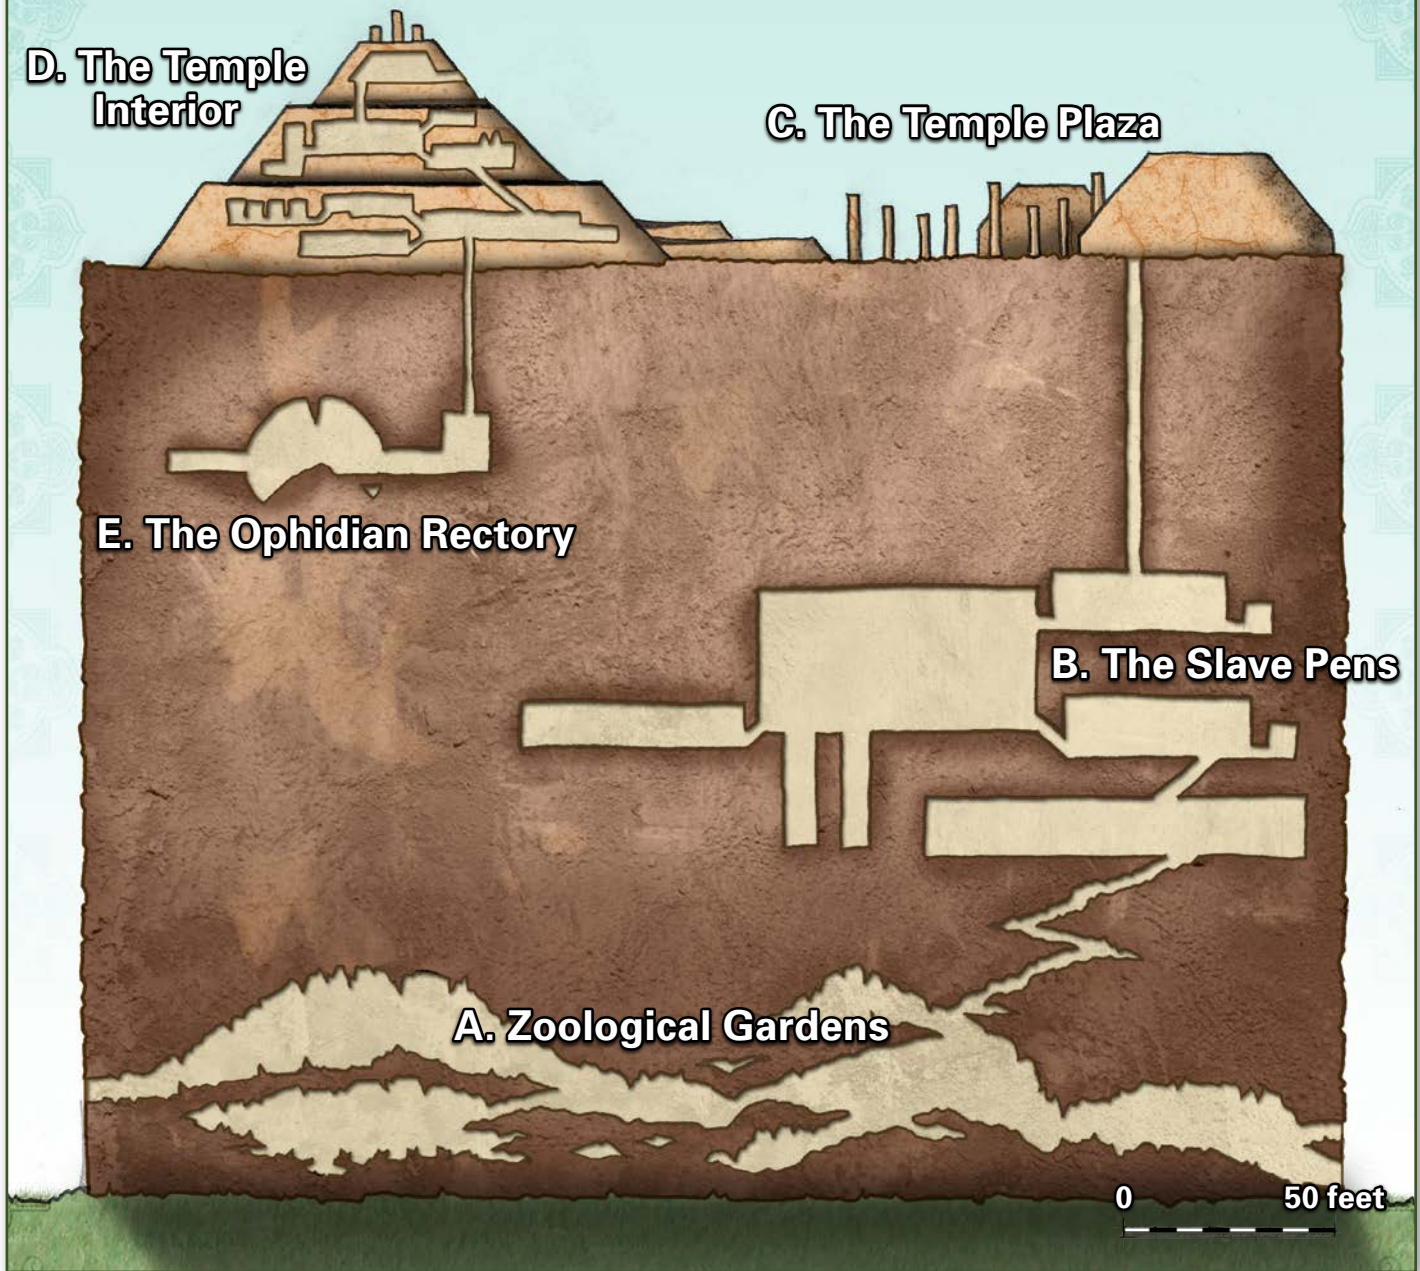 D. The Temple
Interior
C. The Temple Plaza
E. The Ophidian Rectory
B. The Slave Pens
A. Zoological Gardens
0 50 feet